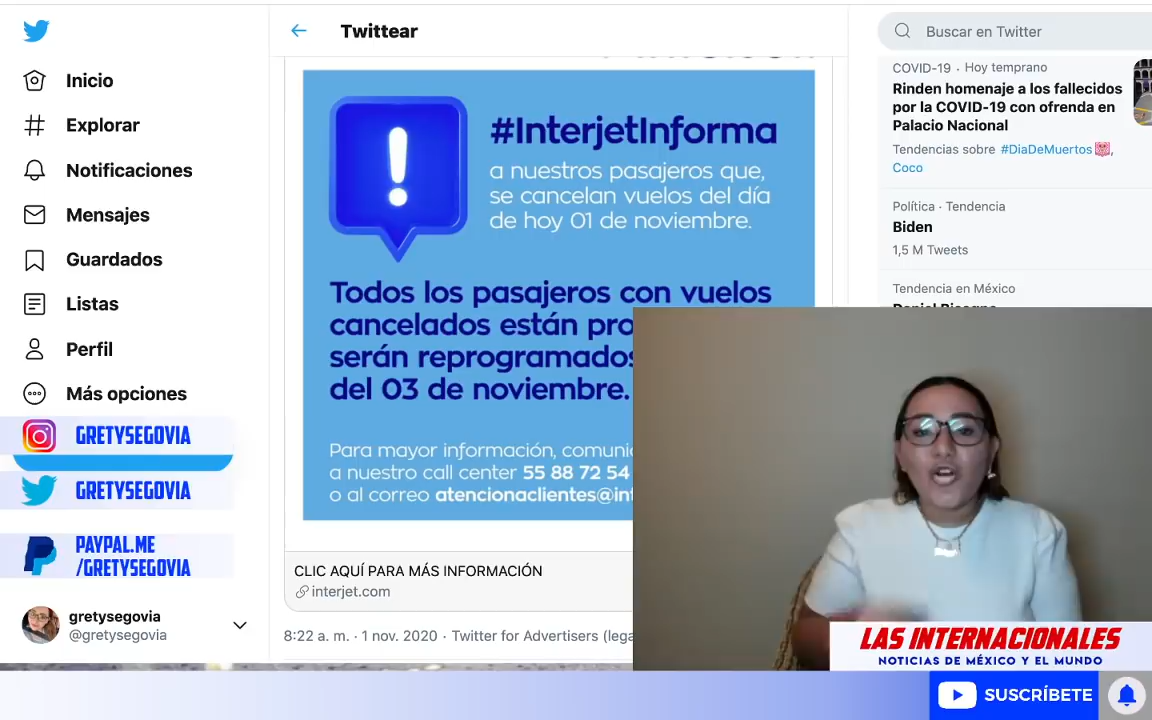 Inicio
Explorar
Notificaciones
Mensajes
Guardados
Listas
Perfil
Más opciones
GRETYSEGOVIA
GRETYSEGOVIA
PAYPAL.ME
/GRETYSEGOVIA
gretysegovia
@gretysegovia
Twittear
#InterjetInforma
a nuestros pasajeros que,
se cancelan vuelos del día
de hoy 01 de noviembre.
Todos los pasajeros con vuelos
cancelados están
serán reprogramados
del 03 de noviembre.
Para mayor información,
a nuestro call center 55 88 72 54
o al correo
CLIC AQUÍ PARA MÁS INFORMACIÓN
interjet.com
8:22 a. m. · 1 nov. 2020 · Twitter for Advertisers
Buscar en Twitter
COVID-19 · Hoy temprano
Rinden homenaje a los fallecidos
por la COVID-19 con ofrenda en
Palacio Nacional
Tendencias sobre #DiaDeMuertos,
Coco
Política · Tendencia
Biden
1,5 M Tweets
Tendencia en México
LAS INTERNACIONALES
NOTICIAS DE MÉXICO Y EL MUNDO
SUSCRÍBETE